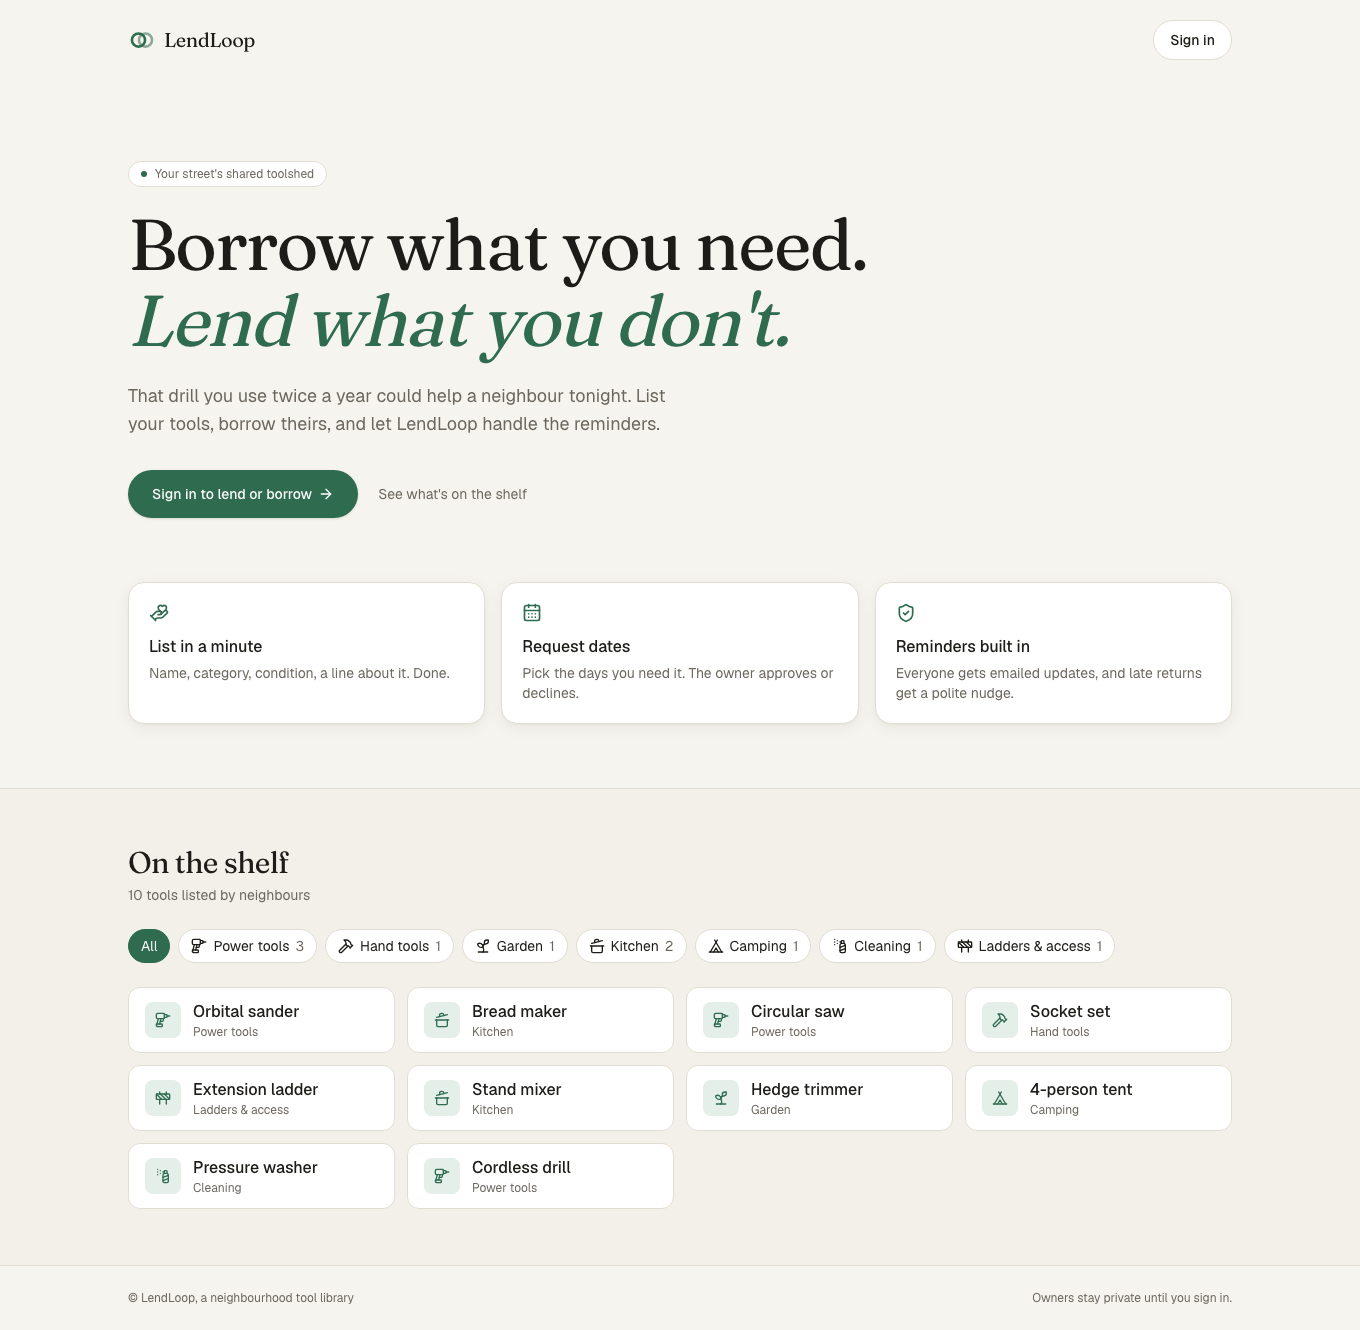 LendLoop
Sign in
Your street's shared toolshed
Borrow what you need.
Lend what you don't.
That drill you use twice a year could help a neighbour tonight. List
your tools, borrow theirs, and let LendLoop handle the reminders.
Sign in to lend or borrow →
See what's on the shelf
List in a minute
Name, category, condition, a line about it. Done.
Request dates
Pick the days you need it. The owner approves or
declines.
Reminders built in
Everyone gets emailed updates, and late returns
get a polite nudge.
On the shelf
10 tools listed by neighbours
All
Power tools 3
Hand tools 1
Garden 1
Kitchen 2
Camping 1
Cleaning 1
Ladders & access 1
Orbital sander
Power tools
Bread maker
Kitchen
Circular saw
Power tools
Socket set
Hand tools
Extension ladder
Ladders & access
Stand mixer
Kitchen
Hedge trimmer
Garden
4-person tent
Camping
Pressure washer
Cleaning
Cordless drill
Power tools
© LendLoop, a neighbourhood tool library
Owners stay private until you sign in.